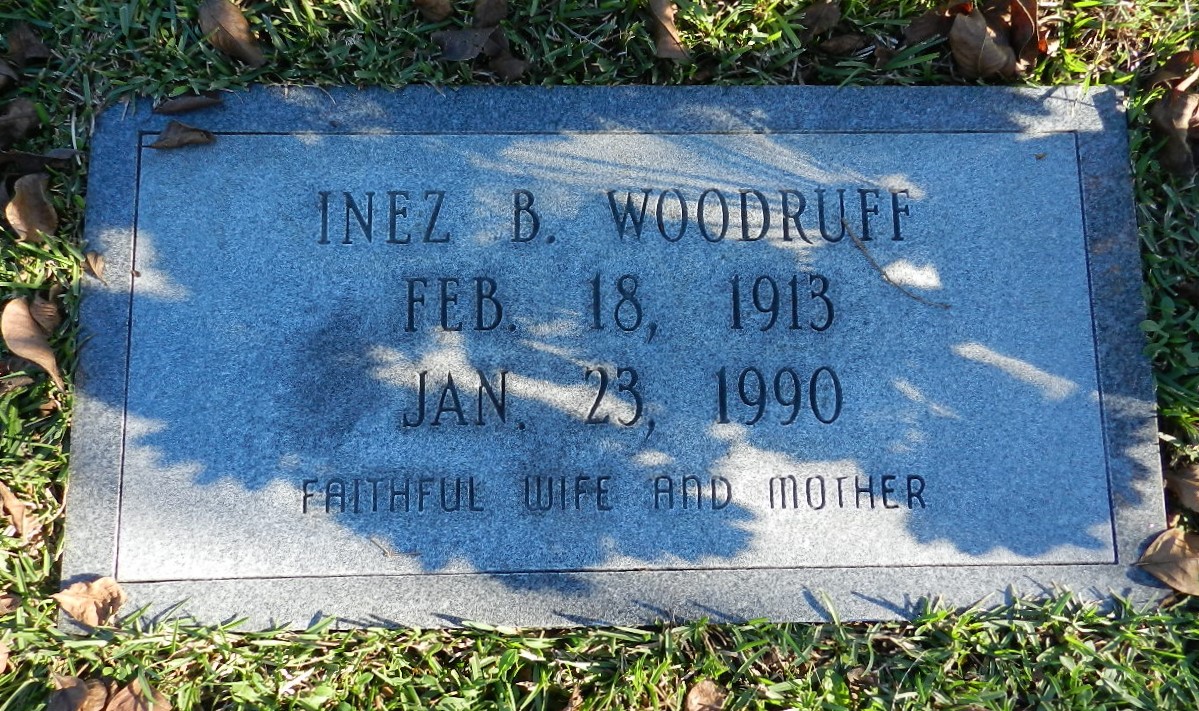 INEZ B. WOODRUFF
FEB. 18, 1913
JAN. 23, 1990
FAITHFUL WIFE AND MOTHER